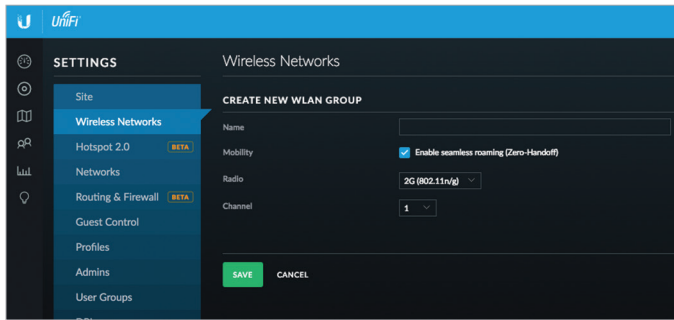 UniFi
SETTINGS
Site
Wireless Networks
Hotspot 2.0 BETA
Networks
Routing & Firewall BETA
Guest Control
Profiles
Admins
User Groups
Wireless Networks
CREATE NEW WLAN GROUP
Name
Mobility Enable seamless roaming (Zero-Handoff)
Radio 2G (802.11n/g)
Channel 1
SAVE CANCEL